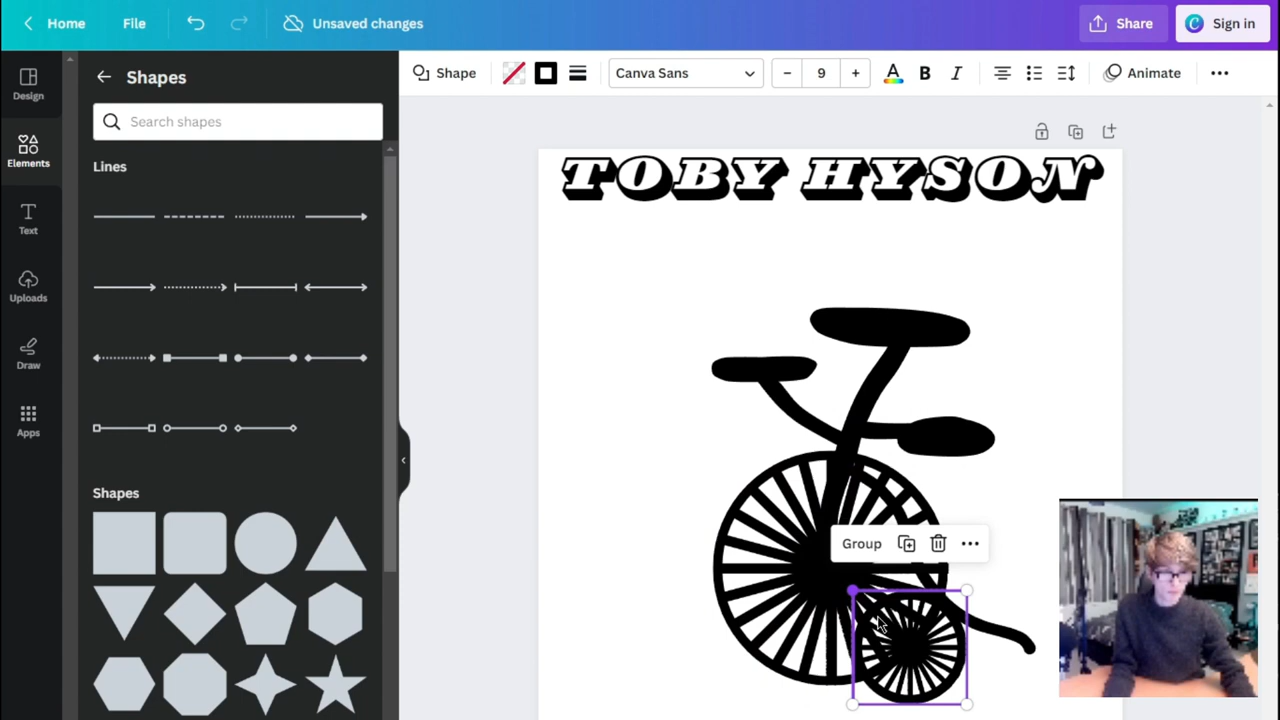 Home File Unsaved changes Share Sign in
Design
Elements
Text
Uploads
Draw
Apps
Shapes
Search shapes
Lines
Shapes
Shape Canva Sans 9 A B I Animate
TOBY HYSON
Group